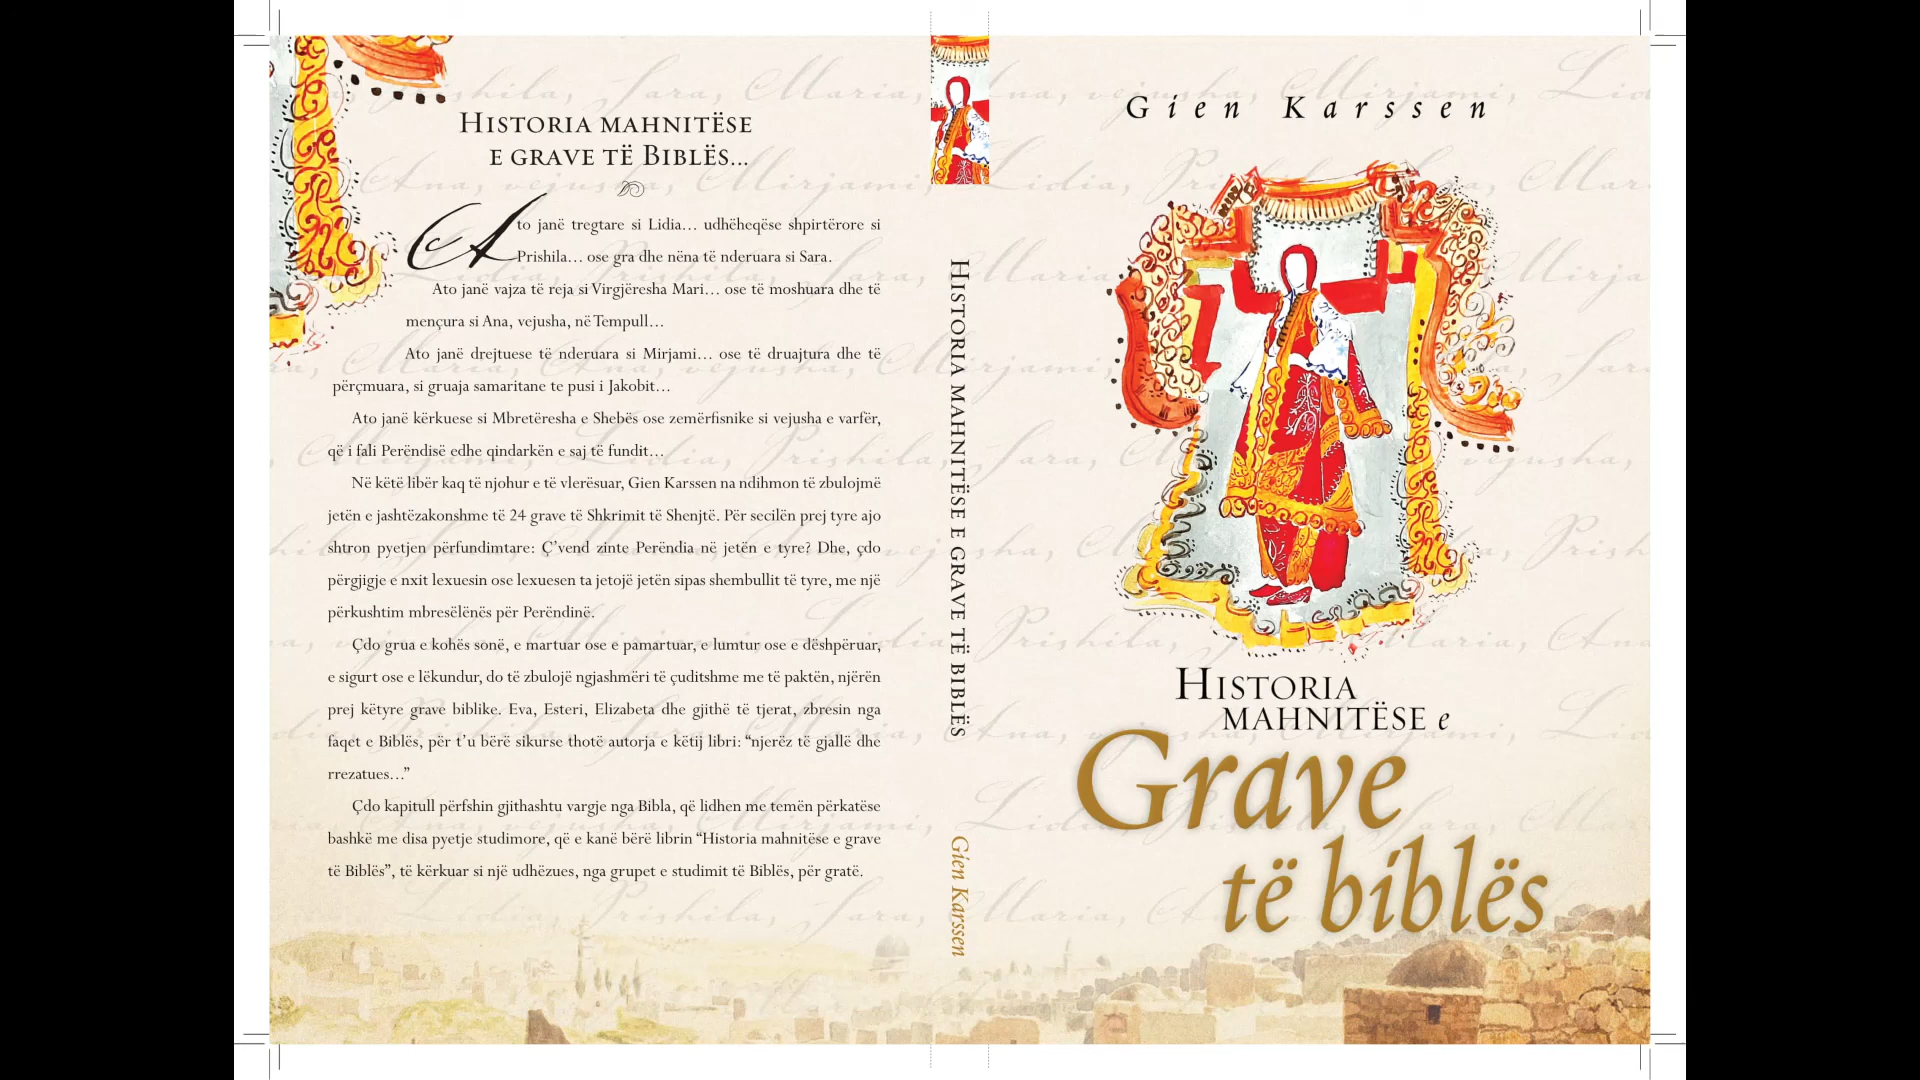 Historia mahnitëse
e grave të Biblës...
Ato janë tregtare si Lidia... udhëheqëse shpirtërore si
Prishila... ose gra dhe nëna të nderuara si Sara.
Ato janë vajza të reja si Virgjëresha Mari... ose të moshuara dhe të
mençura si Ana, vejusha, në Tempull...
Ato janë drejtuese të nderuara si Mirjami... ose të druajtura dhe të
përçmuara, si gruaja samaritane te pusi i Jakobit...
Ato janë kërkuese si Mbretëresha e Shebës ose zemërfisnike si vejusha e varfër,
që i fali Perëndisë edhe qindarkën e saj të fundit...
Në këtë libër kaq të njohur e të vlerësuar, Gien Karssen na ndihmon të zbulojmë
jetën e jashtëzakonshme të 24 grave të Shkrimit të Shenjtë. Për secilën prej tyre ajo
shtron pyetjen përfundimtare: Ç’vend zinte Perëndia në jetën e tyre? Dhe, çdo
përgjigje e nxit lexuesin ose lexuesen ta jetojë jetën sipas shembullit të tyre, me një
përkushtim mbresëlënës për Perëndinë.
Çdo grua e kohës sonë, e martuar ose e pamartuar, e lumtur ose e dëshpëruar,
e sigurt ose e lëkundur, do të zbulojë ngjashmëri të çuditshme me të paktën, njërën
prej këtyre grave biblike. Eva, Esteri, Elizabeta dhe gjithë të tjerat, zbresin nga
faqet e Biblës, për t’u bërë sikurse thotë autorja e këtij libri: “njerëz të gjallë dhe
rrezatues...”
Çdo kapitull përfshin gjithashtu vargje nga Bibla, që lidhen me temën përkatëse
bashkë me disa pyetje studimore, që e kanë bërë librin “Historia mahnitëse e grave
të Biblës”, të kërkuar si një udhëzues, nga grupet e studimit të Biblës, për gratë.
Historia mahnitëse e grave të Biblës
Gien Karssen
Gien Karssen
Historia
mahnitëse e
Grave
të biblës